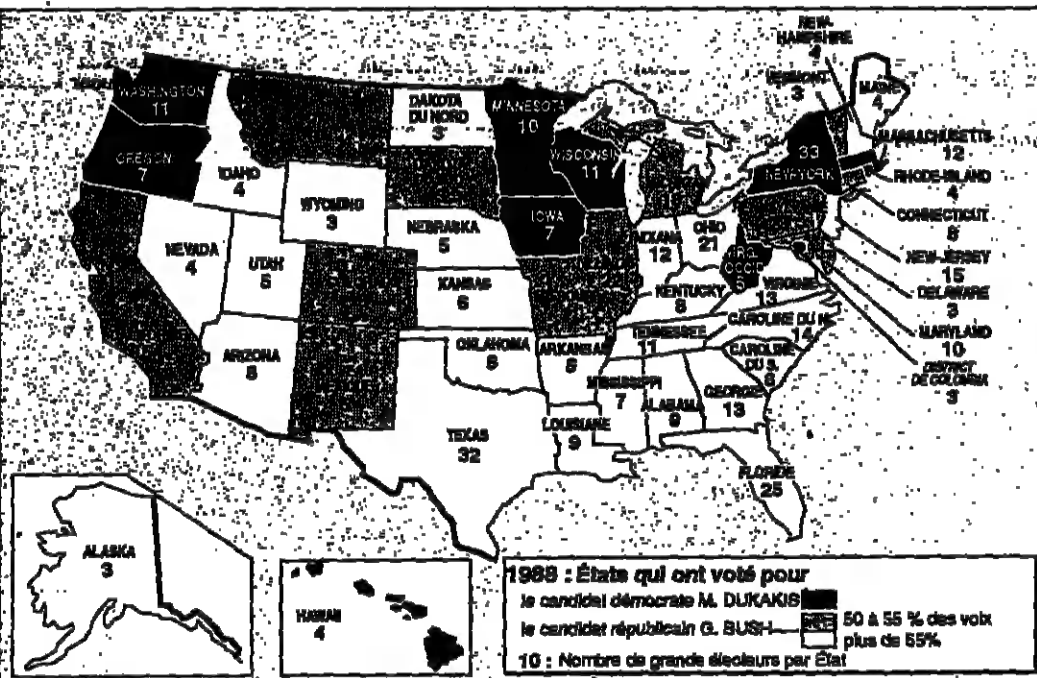 NEW-
HAMPSHIRE
4
VERMONT
3
MAINE
4
MASSACHUSETTS
12
RHODE-ISLAND
4
CONNECTICUT
8
NEW-JERSEY
15
DELAWARE
3
MARYLAND
10
DISTRICT
DE COLOMBIA
3
WASHINGTON
11
OREGON
7
IDAHO
4
WYOMING
3
NEVADA
4
UTAH
5
ARIZONA
8
DAKOTA
DU NORD
3
MINNESOTA
10
WISCONSIN
11
IOWA
7
NEBRASKA
5
KANSAS
6
OKLAHOMA
8
TEXAS
32
ARKANSAS
6
LOUISIANE
9
MISSISSIPPI
7
ALABAMA
9
GEORGIE
13
FLORIDE
25
TENNESSEE
11
KENTUCKY
8
INDIANA
12
OHIO
21
33
NEW-YORK
VIRGINIE
13
CAROLINE DU N.
14
CAROLINE
DU S.
8
ALASKA
3
HAWAII
4
1988 : États qui ont voté pour
le candidat démocrate M. DUKAKIS
le candidat républicain G. BUSH
50 à 55 % des voix
plus de 55%
10 : Nombre de grands électeurs par État